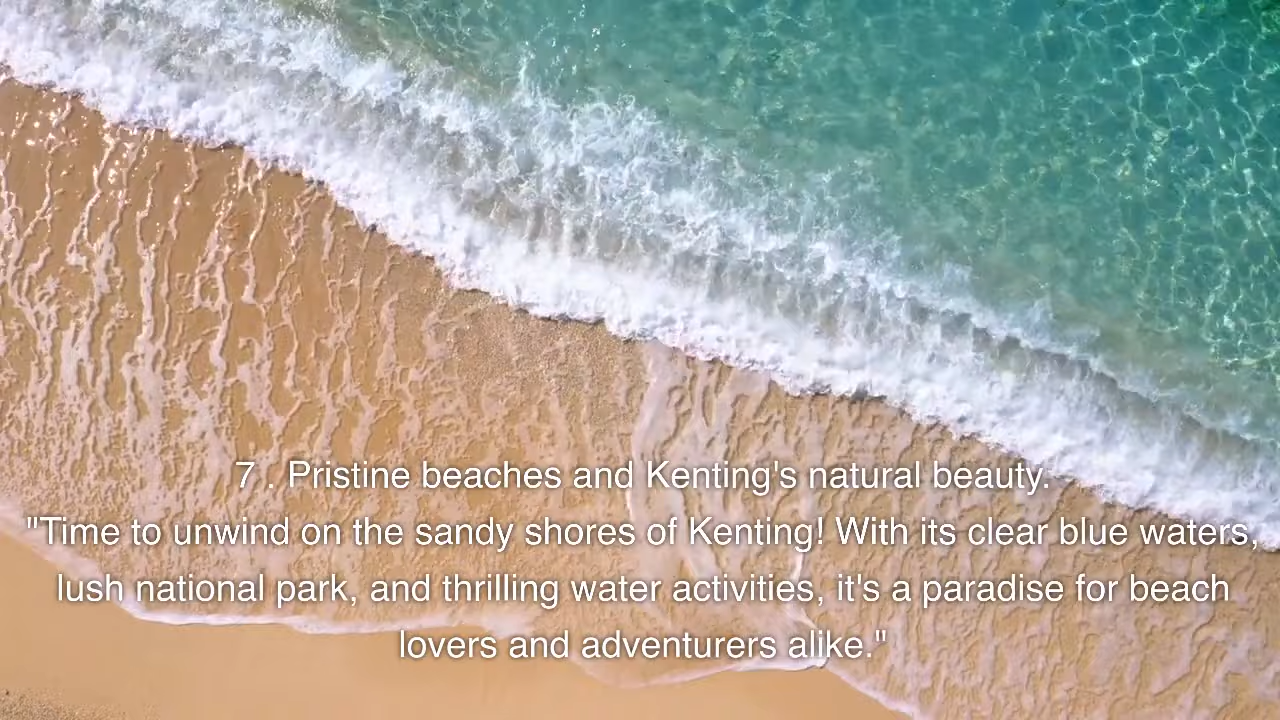 7 . Pristine beaches and Kenting's natural beauty.
"Time to unwind on the sandy shores of Kenting! With its clear blue waters,
lush national park, and thrilling water activities, it's a paradise for beach
lovers and adventurers alike."